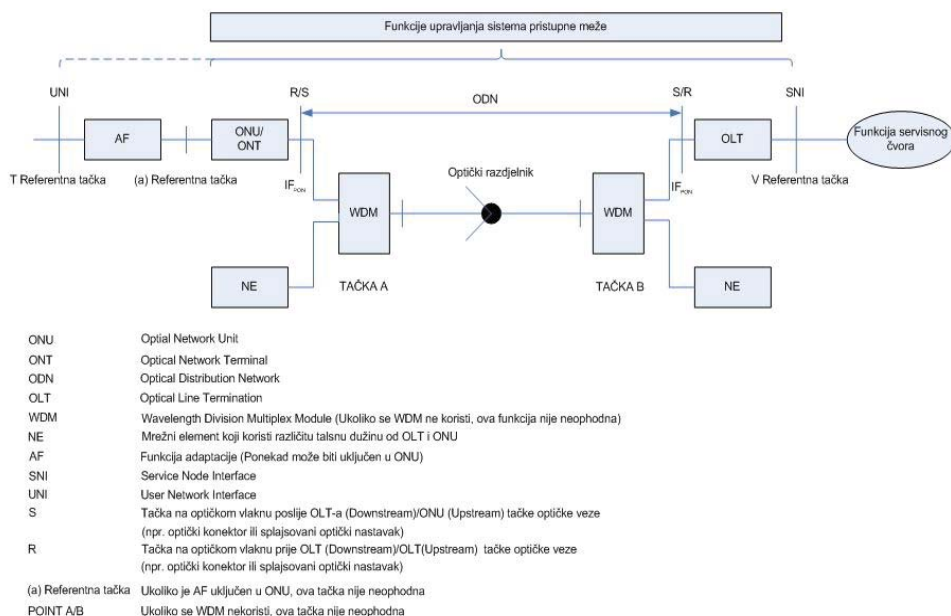 Funkcije upravljanja sistema pristupne meže
UNI
R/S
ODN
S/R
SNI
AF
ONU/
ONT
OLT
Funkcija servisnog
čvora
T Referentna tačka
(a) Referentna tačka
IFPON
Optički razdjelnik
IFPON
V Referentna tačka
WDM
WDM
NE
TAČKA A
TAČKA B
NE
ONU Optial Network Unit
ONT Optical Network Terminal
ODN Optical Distribution Network
OLT Optical Line Termination
WDM Wavelength Division Multiplex Module (Ukoliko se WDM ne koristi, ova funkcija nije neophodna)
NE Mrežni element koji koristi različitu talsnu dužinu od OLT i ONU
AF Funkcija adaptacije (Ponekad može biti uključen u ONU)
SNI Service Node Interface
UNI User Network Interface
S Tačka na optičkom vlaknu poslije OLT-a (Downstream)/ONU (Upstream) tačke optičke veze
(npr. optički konektor ili splajsovani optički nastavak)
R Tačka na optičkom vlaknu prije OLT (Downstream)/OLT(Upstream) tačke optičke veze
(npr. optički konektor ili splajsovani optički nastavak)
(a) Referentna tačka Ukoliko je AF uključen u ONU, ova tačka nije neophodna
POINT A/B Ukoliko se WDM nekoristi, ova tačka nije neophodna